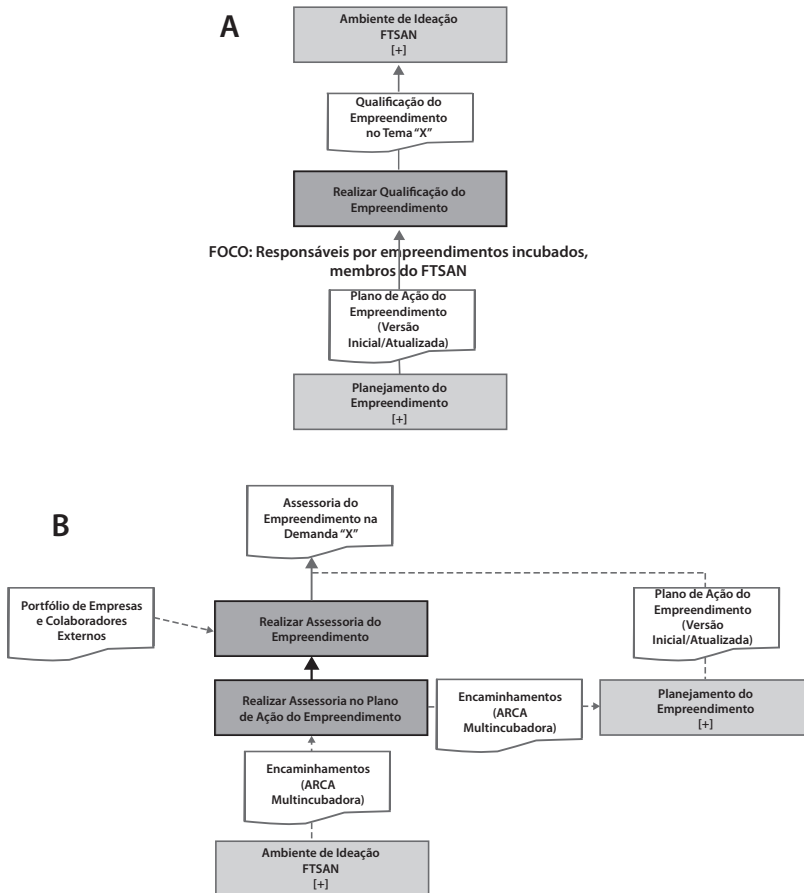 A
Ambiente de Ideação
FTSAN
[+]
Qualificação do
Empreendimento
no Tema “X”
Realizar Qualificação do
Empreendimento
FOCO: Responsáveis por empreendimentos incubados,
membros do FTSAN
Plano de Ação do
Empreendimento
(Versão
Inicial/Atualizada)
Planejamento do
Empreendimento
[+]
B
Assessoria do
Empreendimento na
Demanda “X”
Portfólio de Empresas
e Colaboradores
Externos
Realizar Assessoria do
Empreendimento
Plano de Ação do
Empreendimento
(Versão
Inicial/Atualizada)
Realizar Assessoria no Plano
de Ação do Empreendimento
Encaminhamentos
(ARCA
Multincubadora)
Planejamento do
Empreendimento
[+]
Encaminhamentos
(ARCA
Multincubadora)
Ambiente de Ideação
FTSAN
[+]